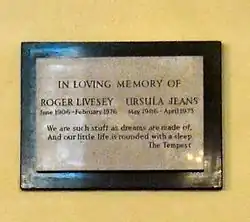 IN LOVING MEMORY OF
ROGER LIVESEY URSULA JEANS
June 1906-February 1976 May 1906-April 1973
We are such stuff as dreams are made of,
And our little life is rounded with a sleep
The Tempest